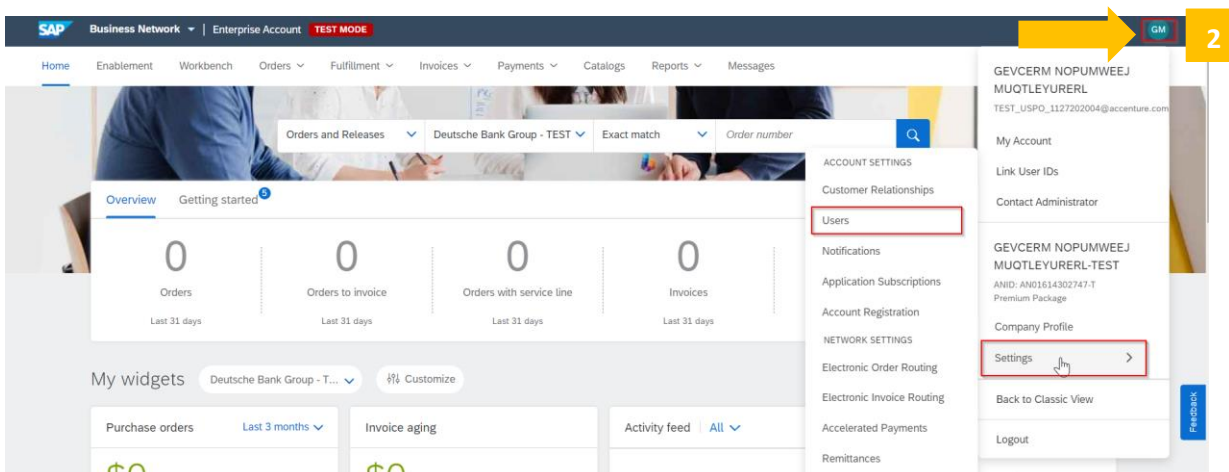 SAP Business Network | Enterprise Account TEST MODE GM 2
Home Enablement Workbench Orders Fulfillment Invoices Payments Catalogs Reports Messages
Orders and Releases Deutsche Bank Group - TEST Exact match Order number
Overview Getting started 5
0 0 0 0
Orders Orders to invoice Orders with service line Invoices
Last 31 days Last 31 days Last 31 days Last 31 days
My widgets Deutsche Bank Group - T... Customize
Purchase orders Last 3 months Invoice aging Activity feed | All
$0 $0
ACCOUNT SETTINGS
Customer Relationships
Users
Notifications
Application Subscriptions
Account Registration
NETWORK SETTINGS
Electronic Order Routing
Electronic Invoice Routing
Accelerated Payments
Remittances
GEVCERM NOPUMWEEJ
MUQTLEYURERL
TEST_USPO_1127202004@accenture.com
My Account
Link User IDs
Contact Administrator
GEVCERM NOPUMWEEJ
MUQTLEYURERL-TEST
ANID: AN01614302747-T
Premium Package
Company Profile
Settings
Back to Classic View
Logout
Feedback